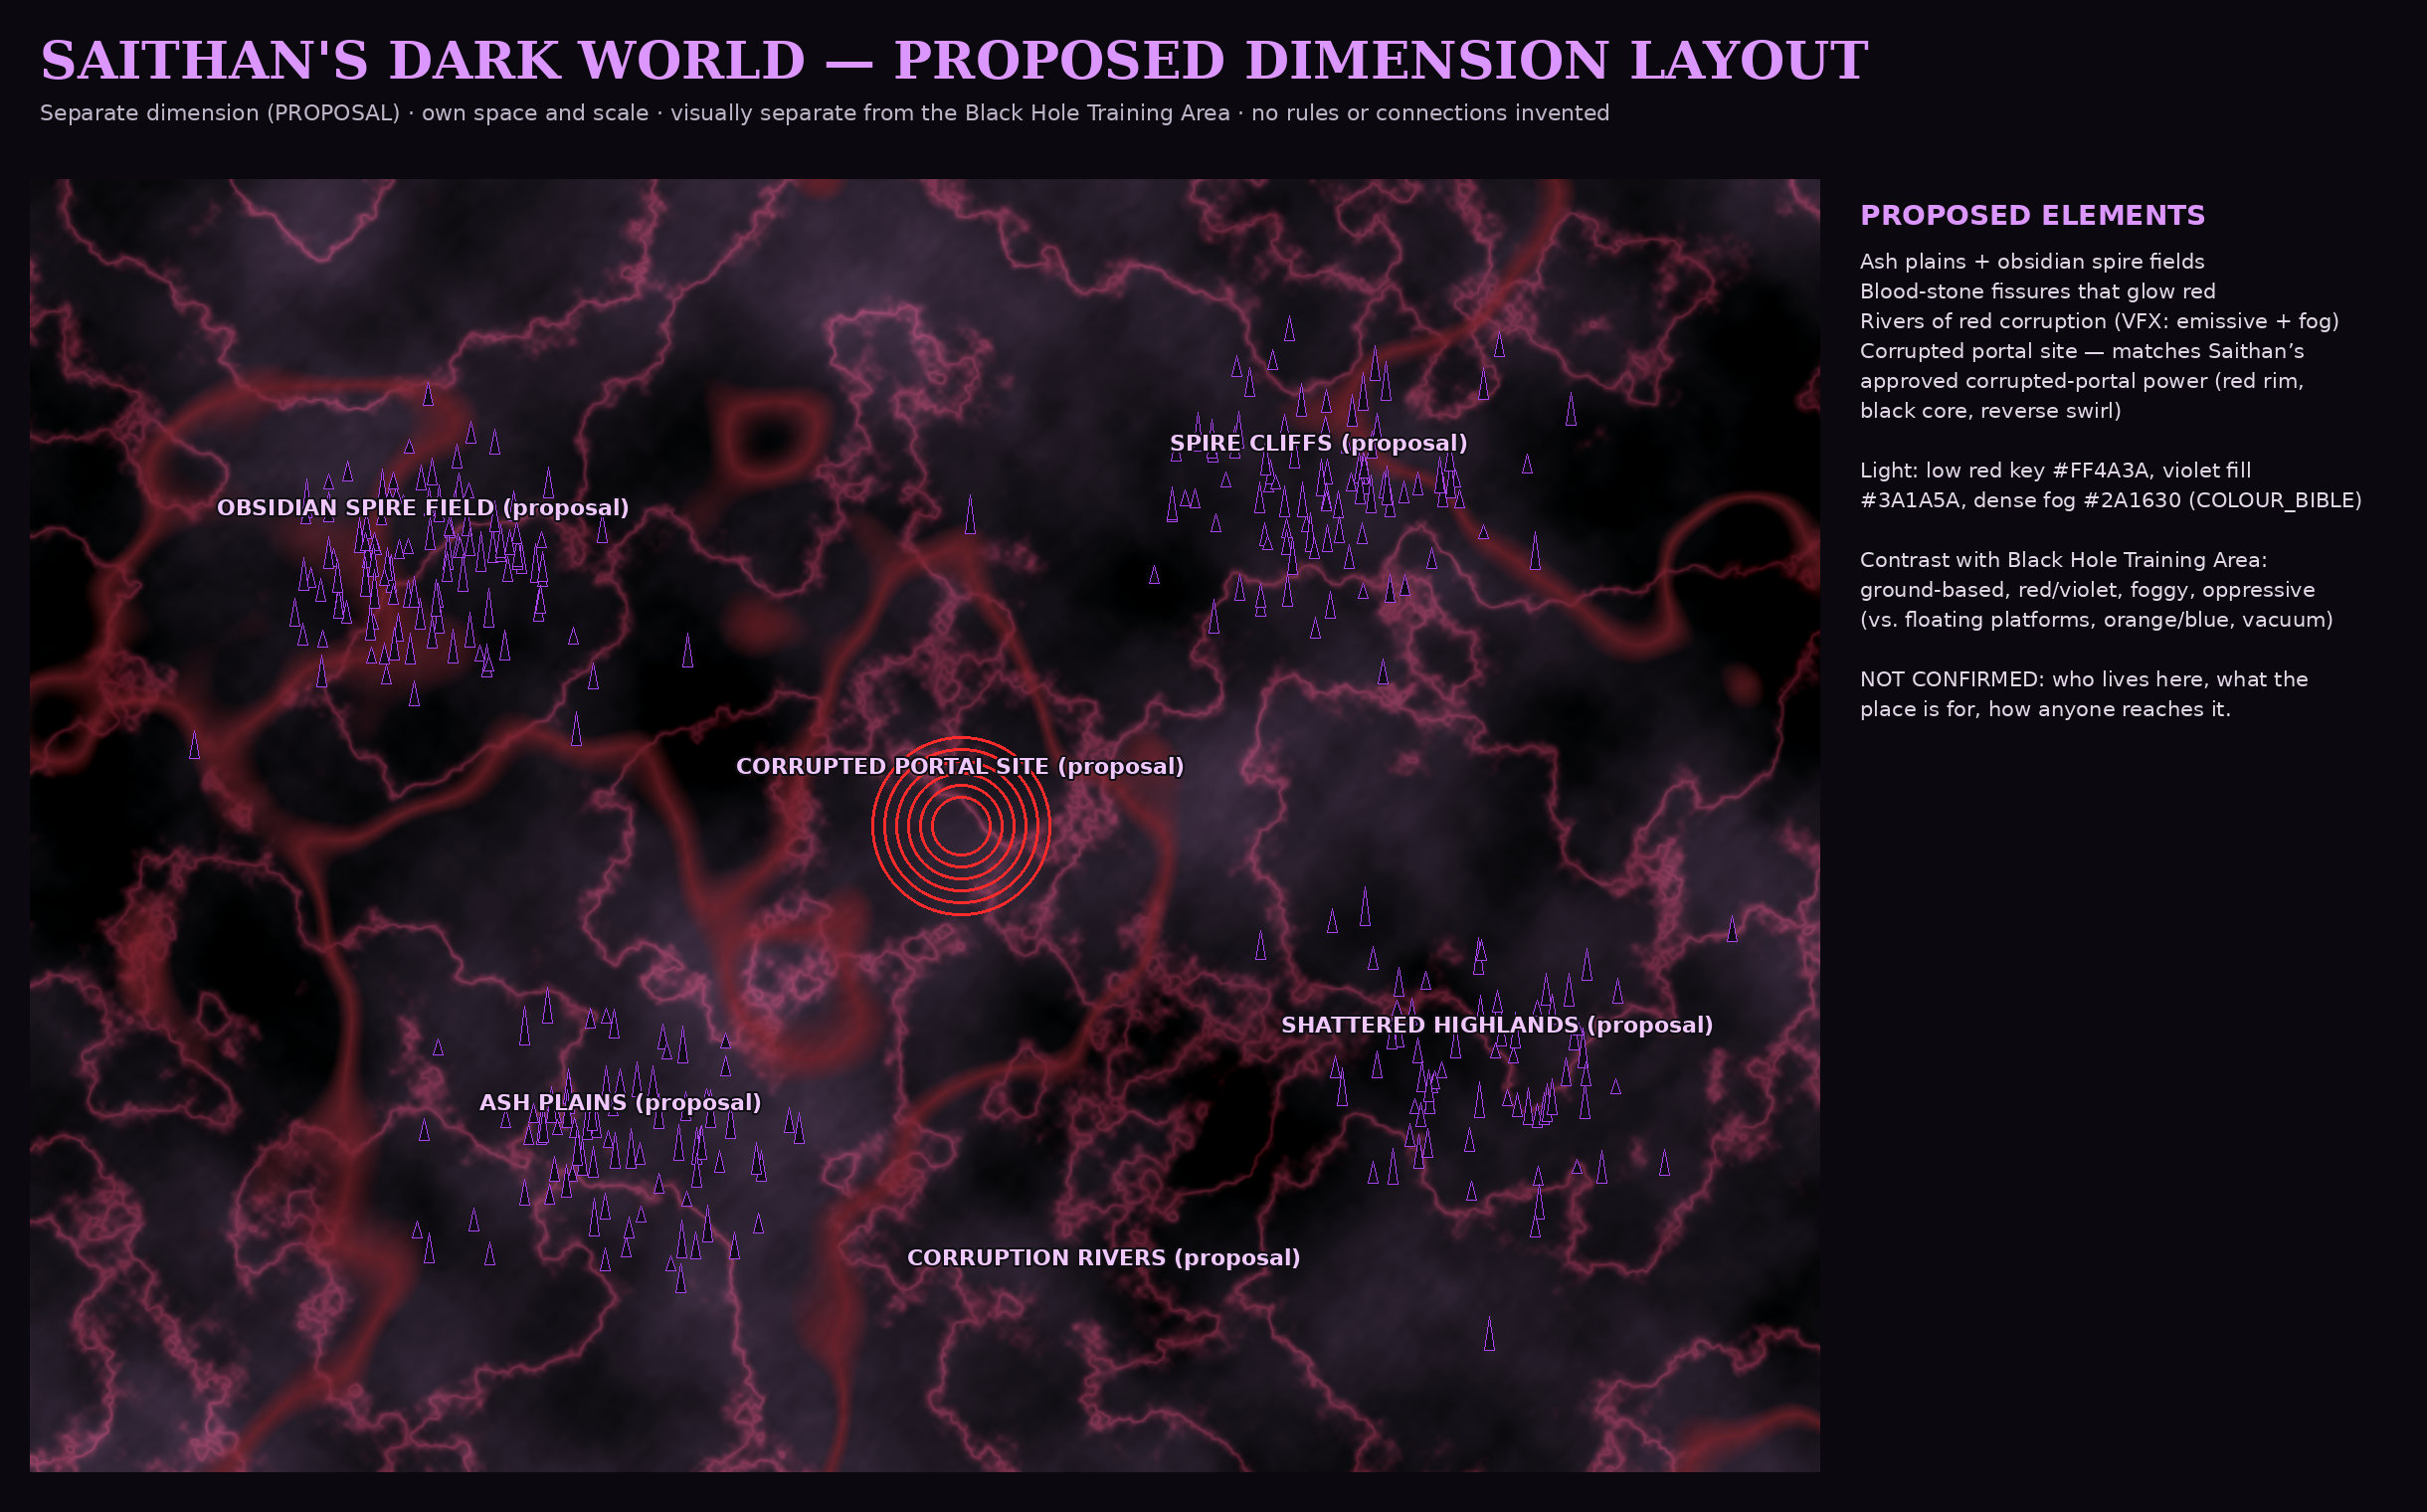 SAITHAN'S DARK WORLD — PROPOSED DIMENSION LAYOUT
Separate dimension (PROPOSAL) · own space and scale · visually separate from the Black Hole Training Area · no rules or connections invented
PROPOSED ELEMENTS
Ash plains + obsidian spire fields
Blood-stone fissures that glow red
Rivers of red corruption (VFX: emissive + fog)
Corrupted portal site — matches Saithan’s
approved corrupted-portal power (red rim,
black core, reverse swirl)
Light: low red key #FF4A3A, violet fill
#3A1A5A, dense fog #2A1630 (COLOUR_BIBLE)
Contrast with Black Hole Training Area:
ground-based, red/violet, foggy, oppressive
(vs. floating platforms, orange/blue, vacuum)
NOT CONFIRMED: who lives here, what the
place is for, how anyone reaches it.
SPIRE CLIFFS (proposal)
OBSIDIAN SPIRE FIELD (proposal)
CORRUPTED PORTAL SITE (proposal)
SHATTERED HIGHLANDS (proposal)
ASH PLAINS (proposal)
CORRUPTION RIVERS (proposal)